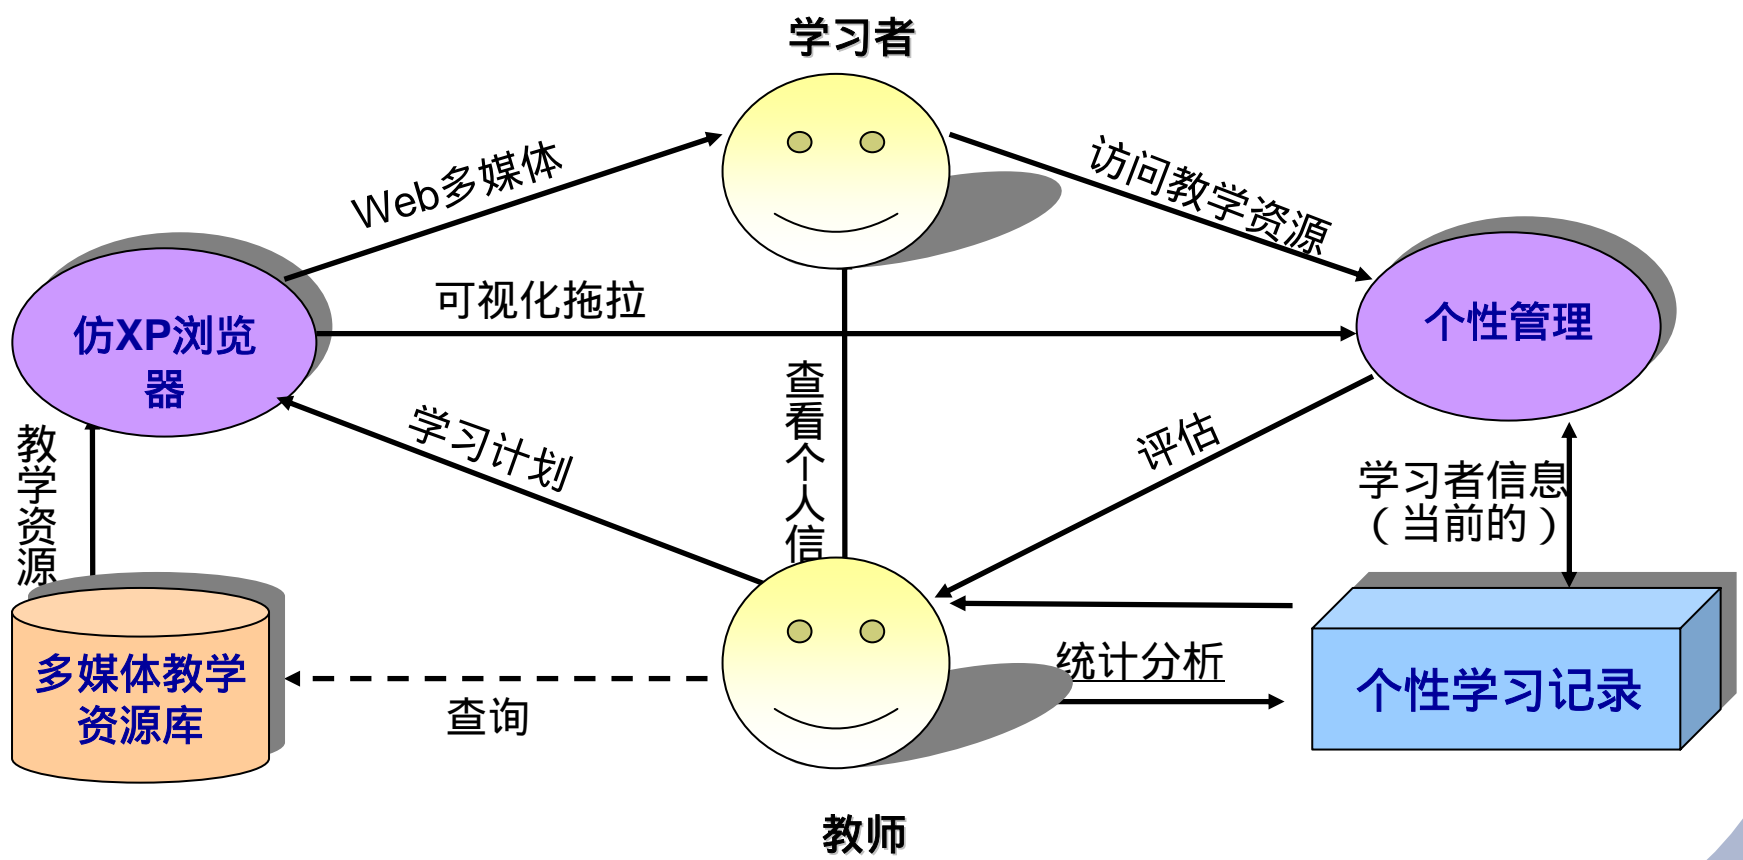 学习者
Web多媒体
访问教学资源
可视化拖拉
仿XP浏览
器
个性管理
查看个人信
学习计划
评估
教学资源
学习者信息
（当前的）
多媒体教学
资源库
查询
统计分析
个性学习记录
教师